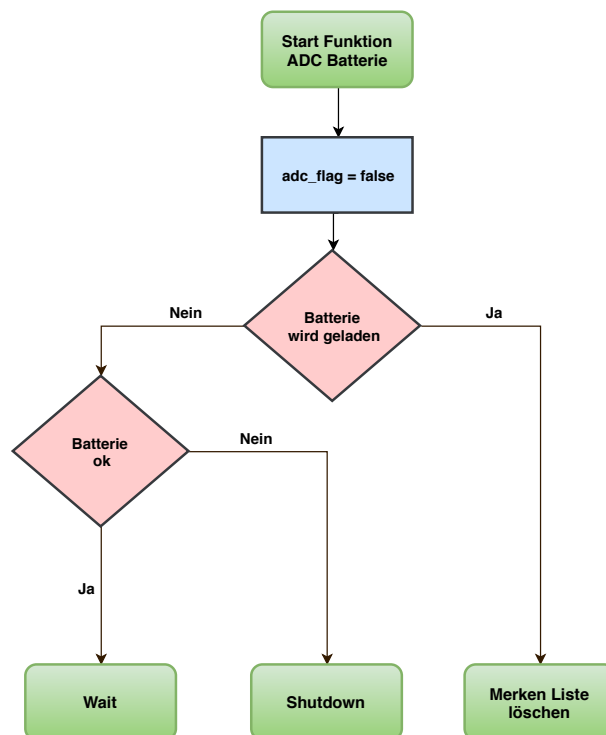 Start Funktion
ADC Batterie
adc_flag = false
Batterie
wird geladen
Nein
Ja
Batterie
ok
Nein
Ja
Wait
Shutdown
Merken Liste
löschen